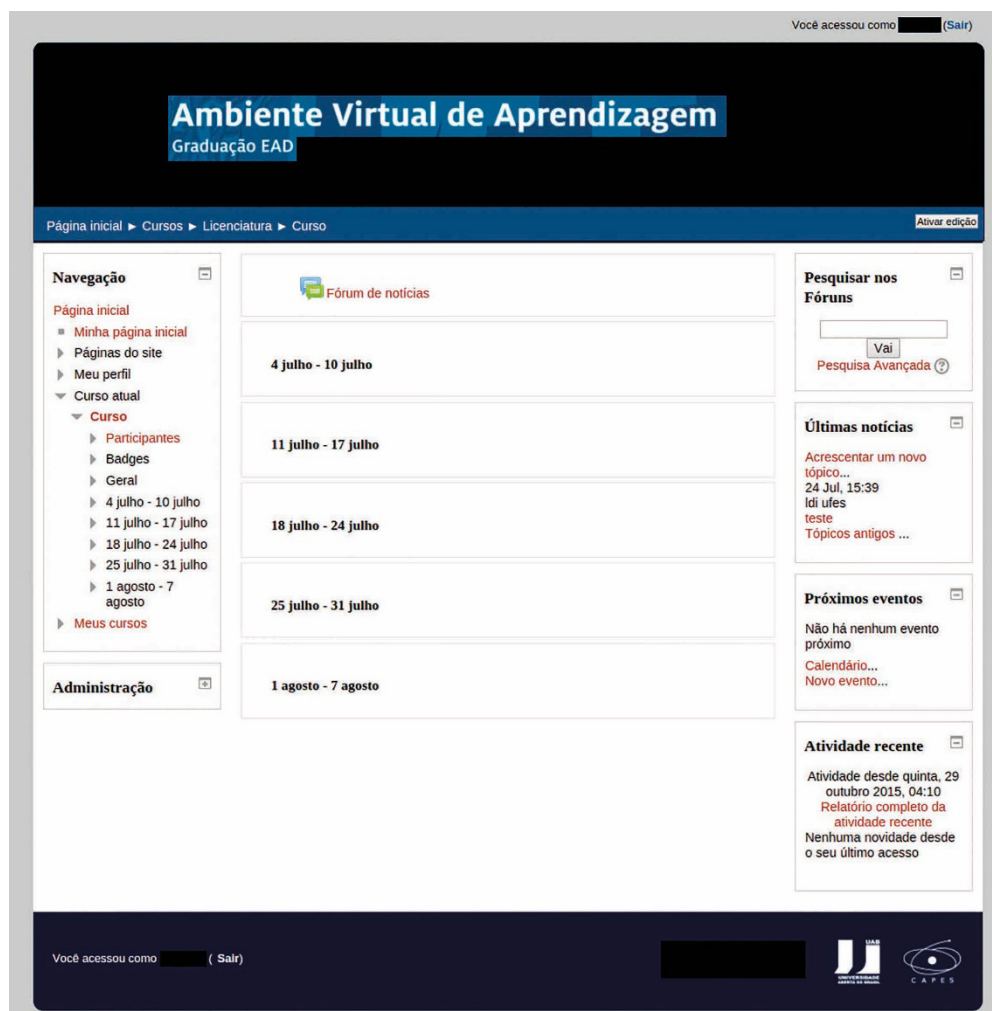 Você acessou como (Sair)
Ambiente Virtual de Aprendizagem
Graduação EAD
Página inicial ► Cursos ► Licenciatura ► Curso
Ativar edição
Navegação
Página inicial
Minha página inicial
Páginas do site
Meu perfil
Curso atual
Curso
Participantes
Badges
Geral
4 julho - 10 julho
11 julho - 17 julho
18 julho - 24 julho
25 julho - 31 julho
1 agosto - 7
agosto
Meus cursos
Administração
Fórum de notícias
4 julho - 10 julho
11 julho - 17 julho
18 julho - 24 julho
25 julho - 31 julho
1 agosto - 7 agosto
Pesquisar nos
Fóruns
Vai
Pesquisa Avançada ?
Últimas notícias
Acrescentar um novo
tópico...
24 Jul, 15:39
ldi ufes
teste
Tópicos antigos ...
Próximos eventos
Não há nenhum evento
próximo
Calendário...
Novo evento...
Atividade recente
Atividade desde quinta, 29
outubro 2015, 04:10
Relatório completo da
atividade recente
Nenhuma novidade desde
o seu último acesso
Você acessou como ( Sair)
UAB
UNIVERSIDADE
ABERTA DO BRASIL
CAPES